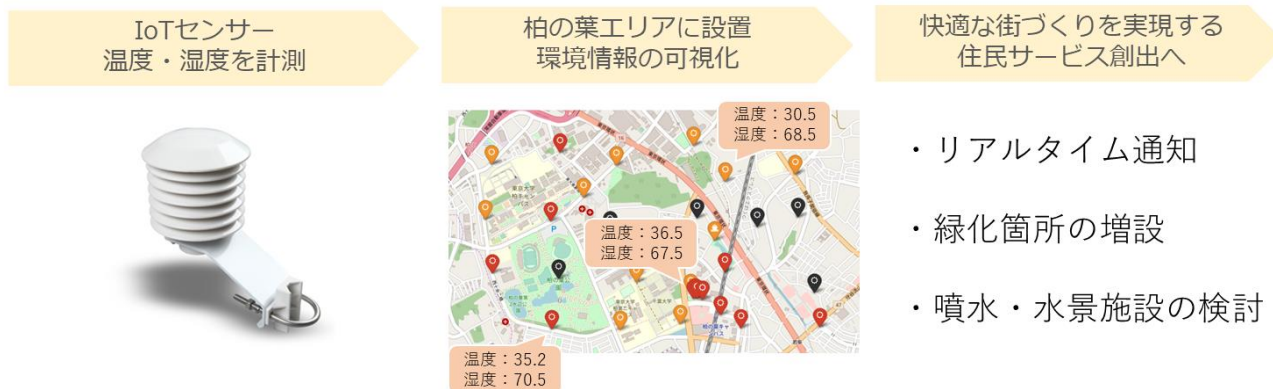 IoTセンサー
温度・湿度を計測
柏の葉エリアに設置
環境情報の可視化
快適な街づくりを実現する
住民サービス創出へ
温度：30.5
湿度：68.5
温度：36.5
湿度：67.5
温度：35.2
湿度：70.5
P
・リアルタイム通知
・緑化箇所の増設
・噴水・水景施設の検討